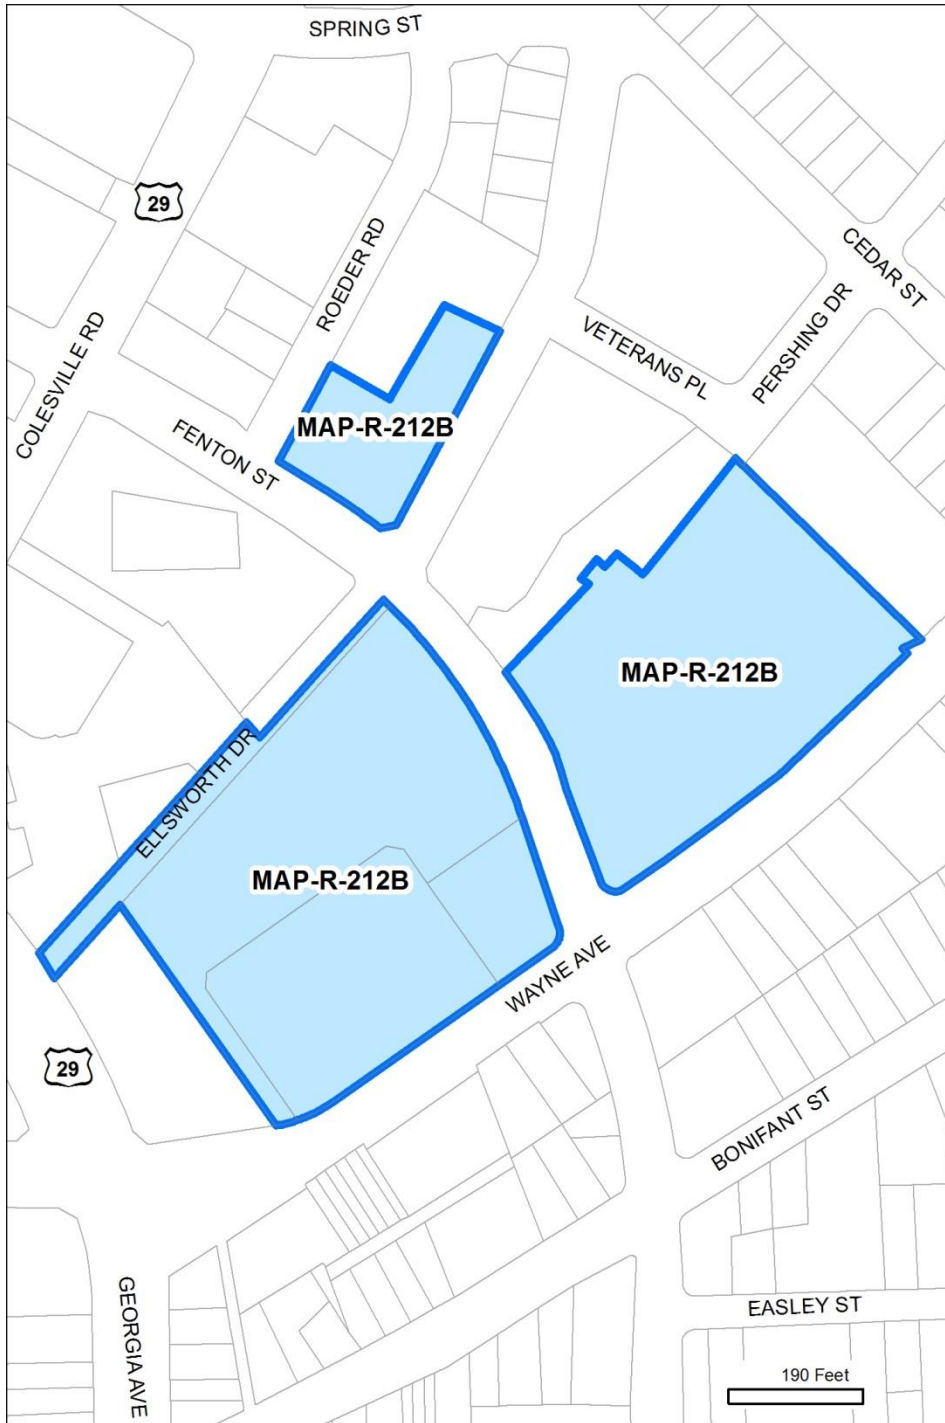 SPRING ST
29
ROEDER RD
CEDAR ST
PERSHING DR
VETERANS PL
COLESVILLE RD
FENTON ST
MAP-R-212B
MAP-R-212B
ELLSWORTH DR
MAP-R-212B
WAYNE AVE
29
BONIFANT ST
GEORGIA AVE
EASLEY ST
190 Feet